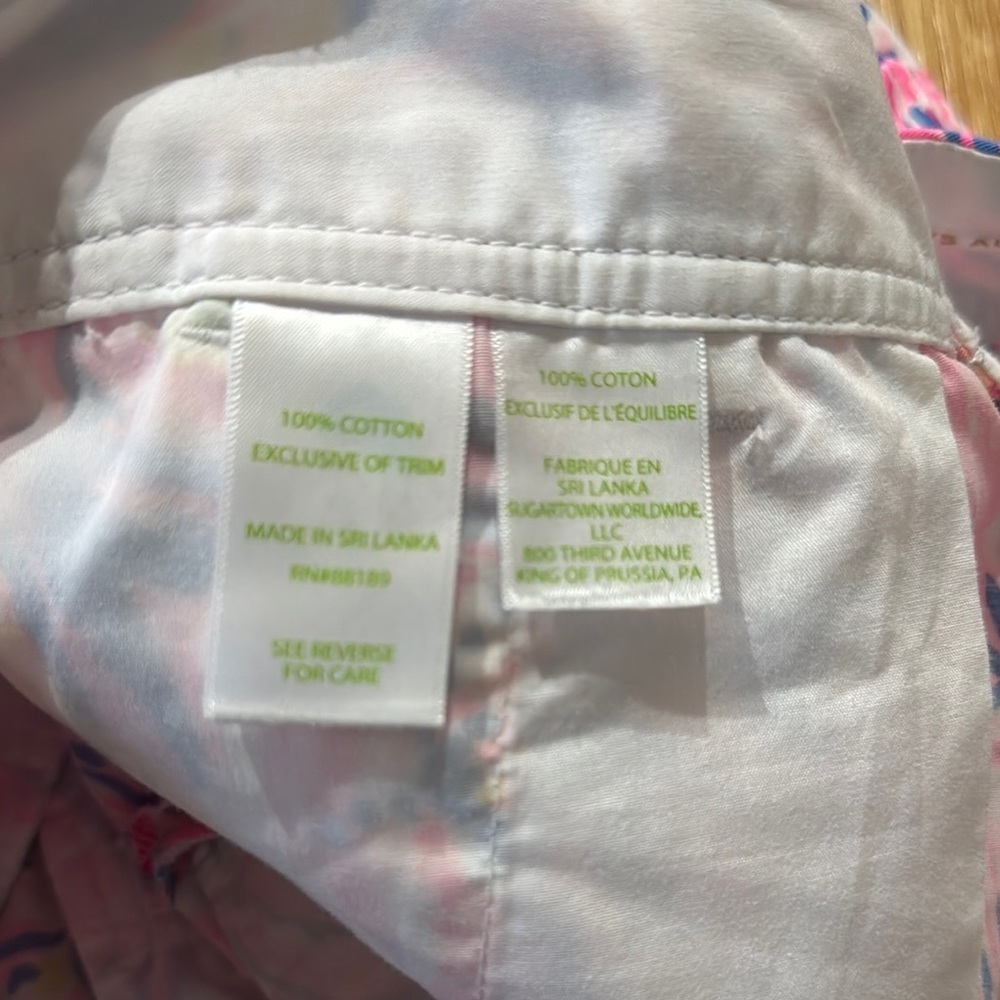 100% COTTON
EXCLUSIVE OF TRIM
MADE IN SRI LANKA
RN#88189
SEE REVERSE
FOR CARE
100% COTON
EXCLUSIF DE L'ÉQUILIBRE
FABRIQUE EN
SRI LANKA
SUGARTOWN WORLDWIDE,
LLC
800 THIRD AVENUE
KING OF PRUSSIA, PA